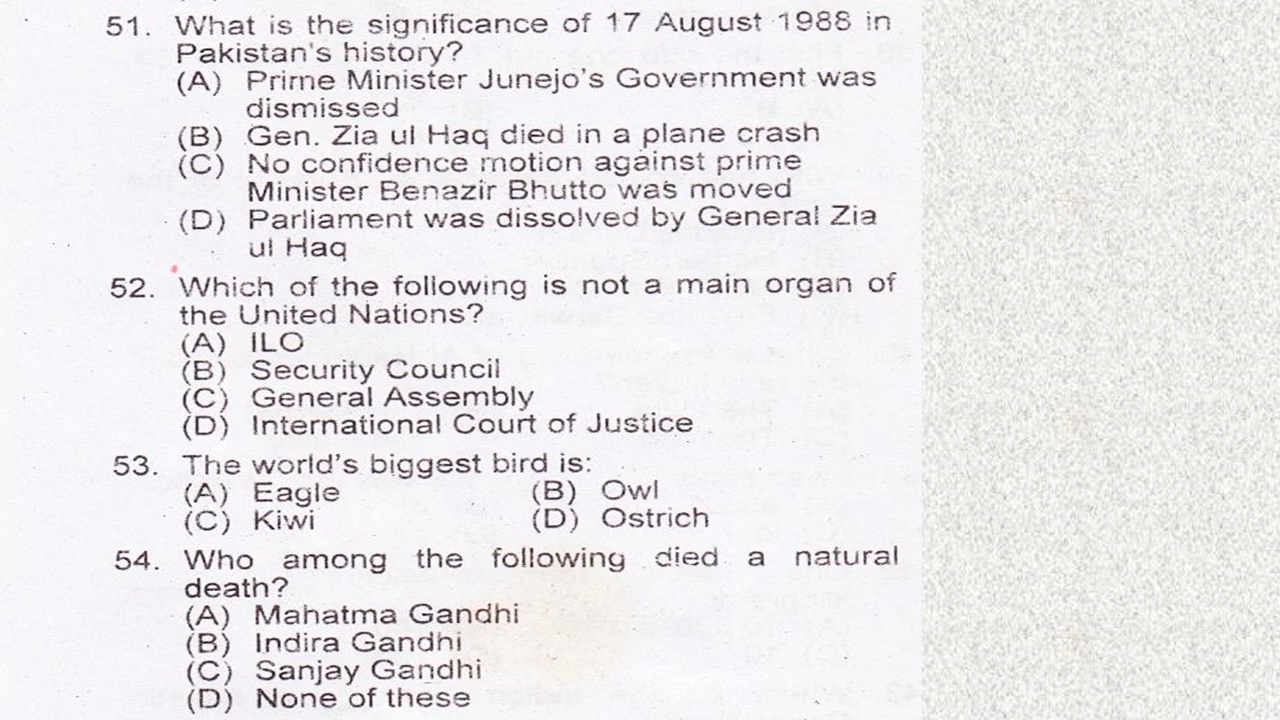 51. What is the significance of 17 August 1988 in
Pakistan's history?
(A) Prime Minister Junejo's Government was
dismissed
(B) Gen. Zia ul Haq died in a plane crash
(C) No confidence motion against prime
Minister Benazir Bhutto was moved
(D) Parliament was dissolved by General Zia
ul Haq
52. Which of the following is not a main organ of
the United Nations?
(A) ILO
(B) Security Council
(C) General Assembly
(D) International Court of Justice
53. The world's biggest bird is:
(A) Eagle (B) Owl
(C) Kiwi (D) Ostrich
54. Who among the following died a natural
death?
(A) Mahatma Gandhi
(B) Indira Gandhi
(C) Sanjay Gandhi
(D) None of these